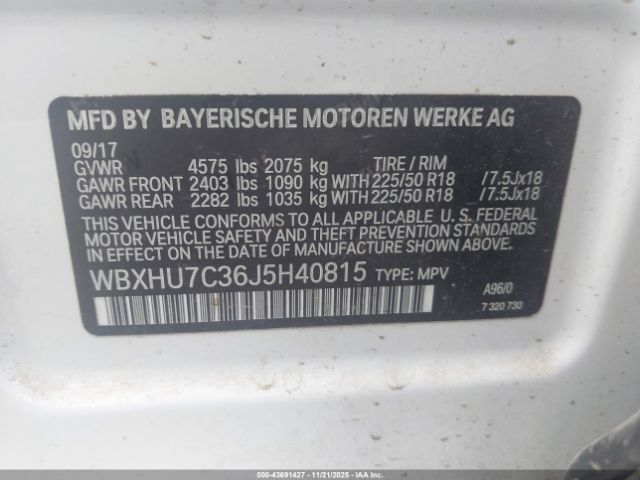 MFD BY BAYERISCHE MOTOREN WERKE AG
09/17
GVWR 4575 lbs 2075 kg TIRE / RIM
GAWR FRONT 2403 lbs 1090 kg WITH 225/50 R18 /7.5Jx18
GAWR REAR 2282 lbs 1035 kg WITH 225/50 R18 /7.5Jx18
THIS VEHICLE CONFORMS TO ALL APPLICABLE U. S. FEDERAL
MOTOR VEHICLE SAFETY AND THEFT PREVENTION STANDARDS
IN EFFECT ON THE DATE OF MANUFACTURE SHOWN ABOVE.
WBXHU7C36J5H40815 TYPE: MPV
A96/0
7 320 730
000-43691427 - 11/21/2025 - IAAI.COM